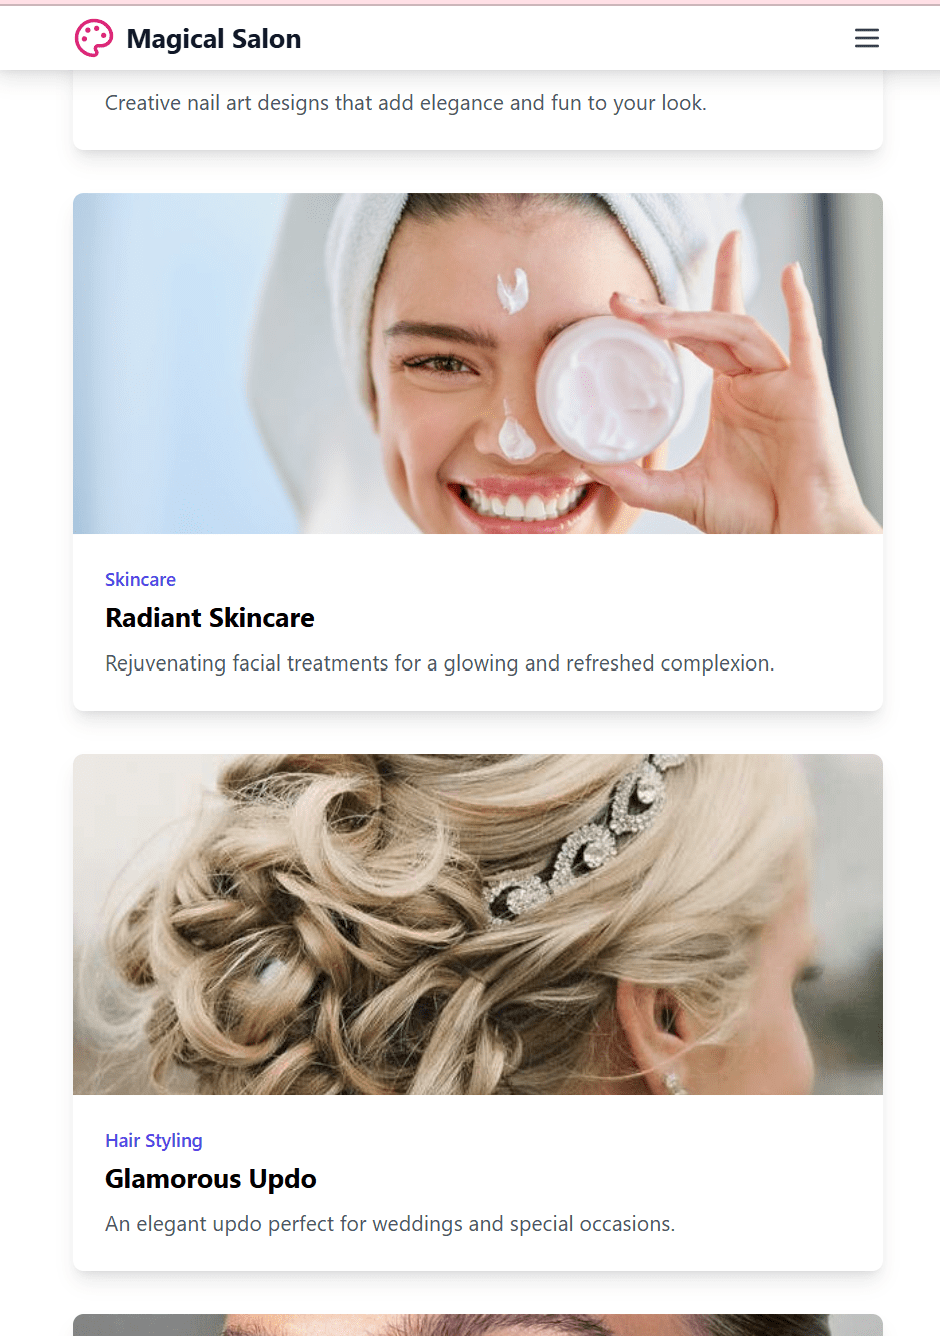 Magical Salon
Creative nail art designs that add elegance and fun to your look.
Skincare
Radiant Skincare
Rejuvenating facial treatments for a glowing and refreshed complexion.
Hair Styling
Glamorous Updo
An elegant updo perfect for weddings and special occasions.